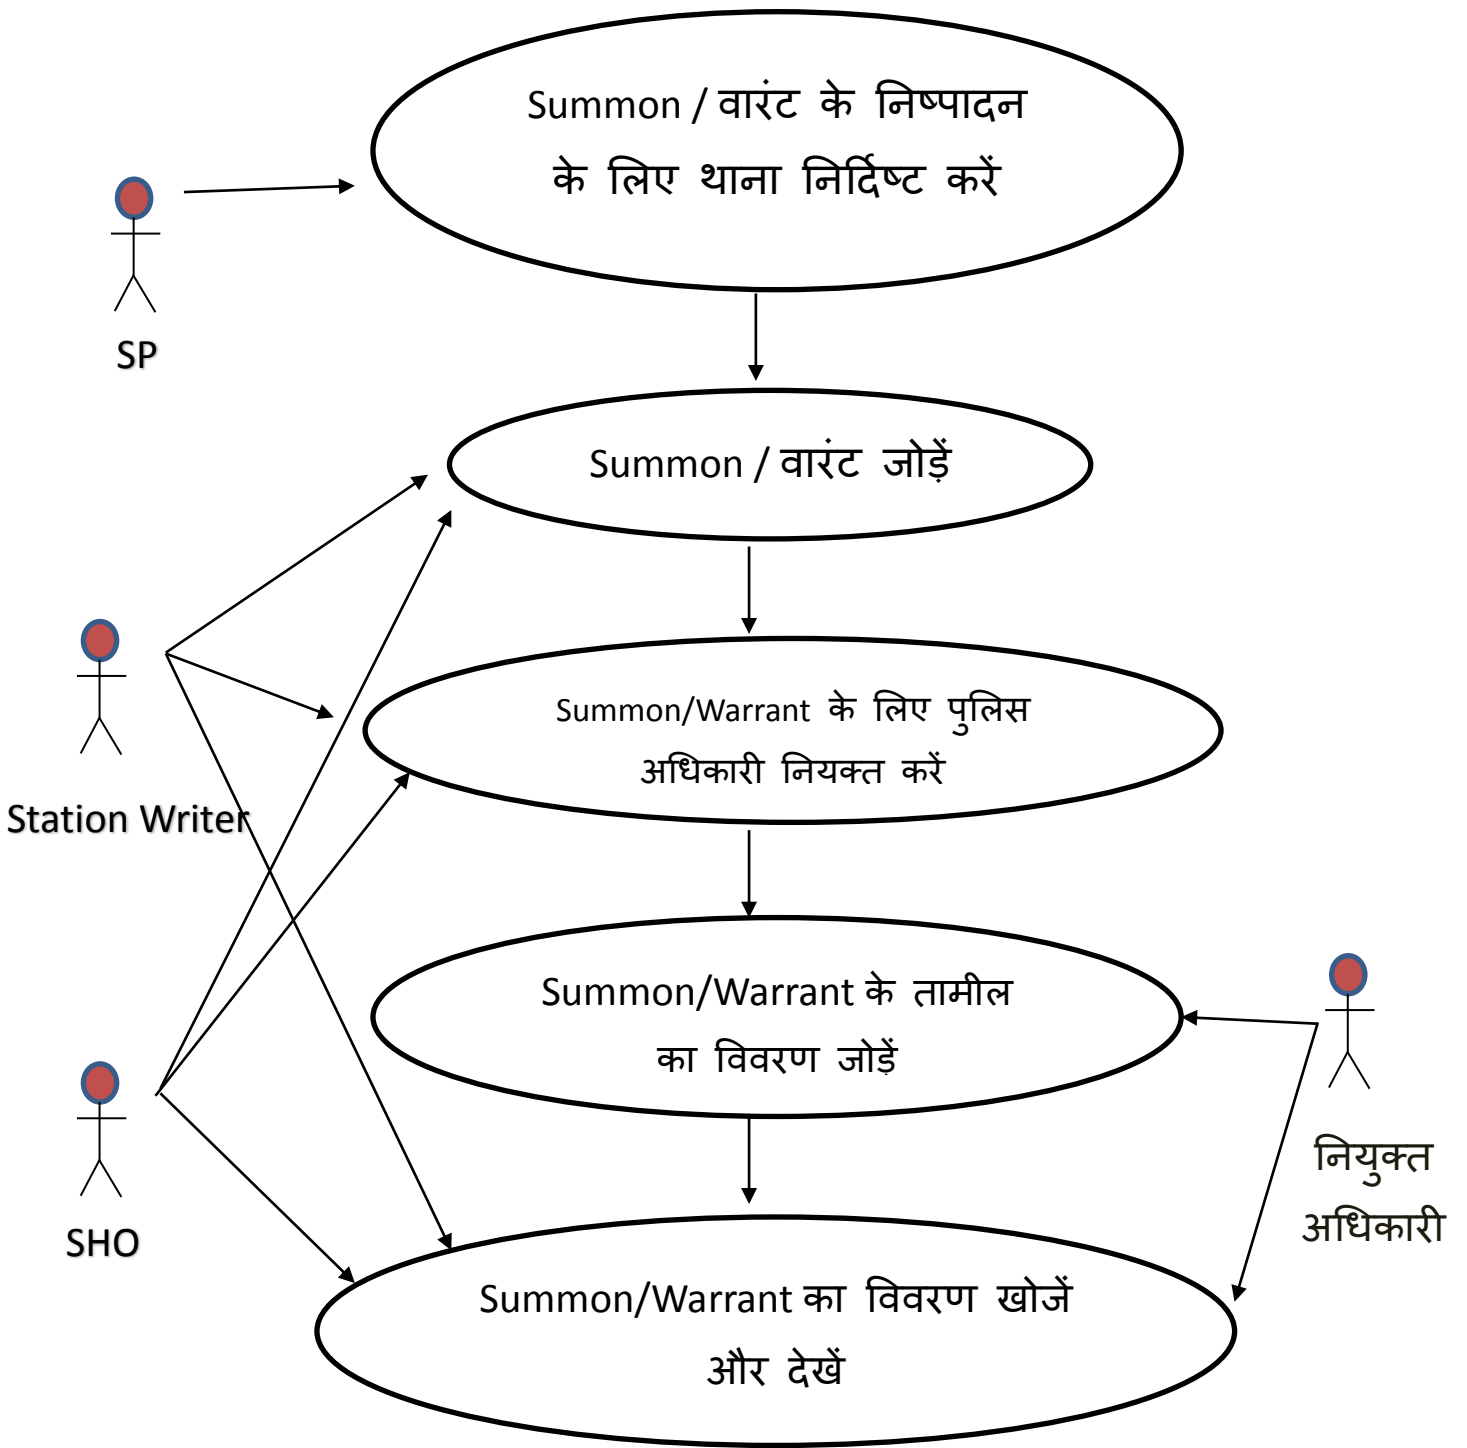 Summon / वारंट के निष्पादन
के लिए थाना निर्दिष्ट करें
SP
Summon / वारंट जोड़ें
Summon/Warrant के लिए पुलिस
अधिकारी नियक्त करें
Station Writer
Summon/Warrant के तामील
का विवरण जोड़ें
नियुक्त
अधिकारी
SHO
Summon/Warrant का विवरण खोजें
और देखें